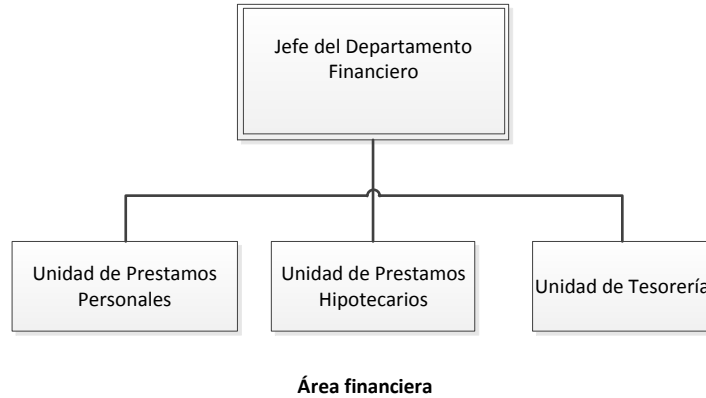 Jefe del Departamento
Financiero
Unidad de Prestamos
Personales
Unidad de Prestamos
Hipotecarios
Unidad de Tesorería
Área financiera